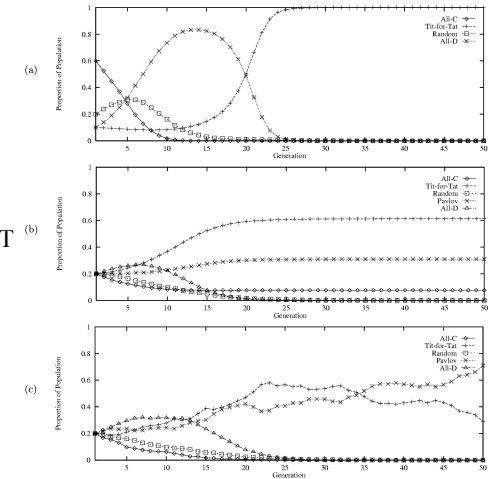 (a)
Proportion of Population
1
0.8
0.6
0.4
0.2
0
All-C
Tit-for-Tat
Random
All-D
5 10 15 20 25 30 35 40 45 50
Generation
T
(b)
Proportion of Population
1
0.8
0.6
0.4
0.2
0
All-C
Tit-for-Tat
Random
Pavlov
All-D
5 10 15 20 25 30 35 40 45 50
Generation
(c)
Proportion of Population
1
0.8
0.6
0.4
0.2
0
All-C
Tit-for-Tat
Random
Pavlov
All-D
5 10 15 20 25 30 35 40 45 50
Generation